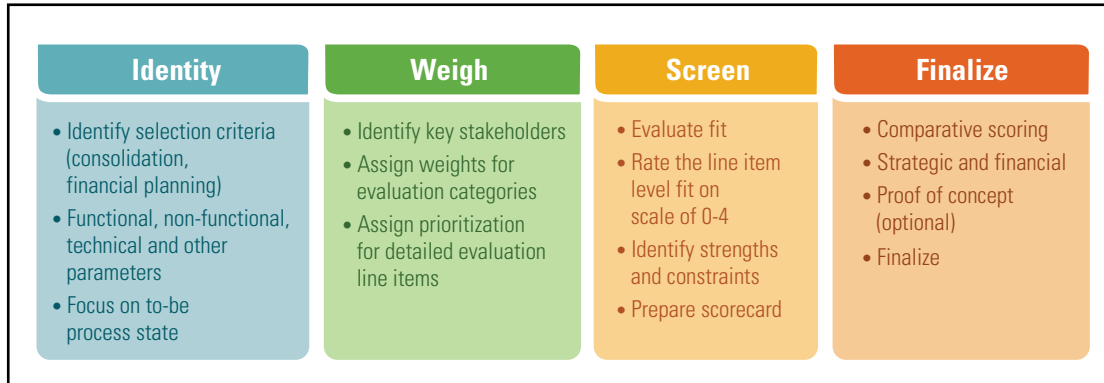 Identity
• Identify selection criteria
(consolidation,
financial planning)
• Functional, non-functional,
technical and other
parameters
• Focus on to-be
process state
Weigh
• Identify key stakeholders
• Assign weights for
evaluation categories
• Assign prioritization
for detailed evaluation
line items
Screen
• Evaluate fit
• Rate the line item
level fit on
scale of 0-4
• Identify strengths
and constraints
• Prepare scorecard
Finalize
• Comparative scoring
• Strategic and financial
• Proof of concept
(optional)
• Finalize